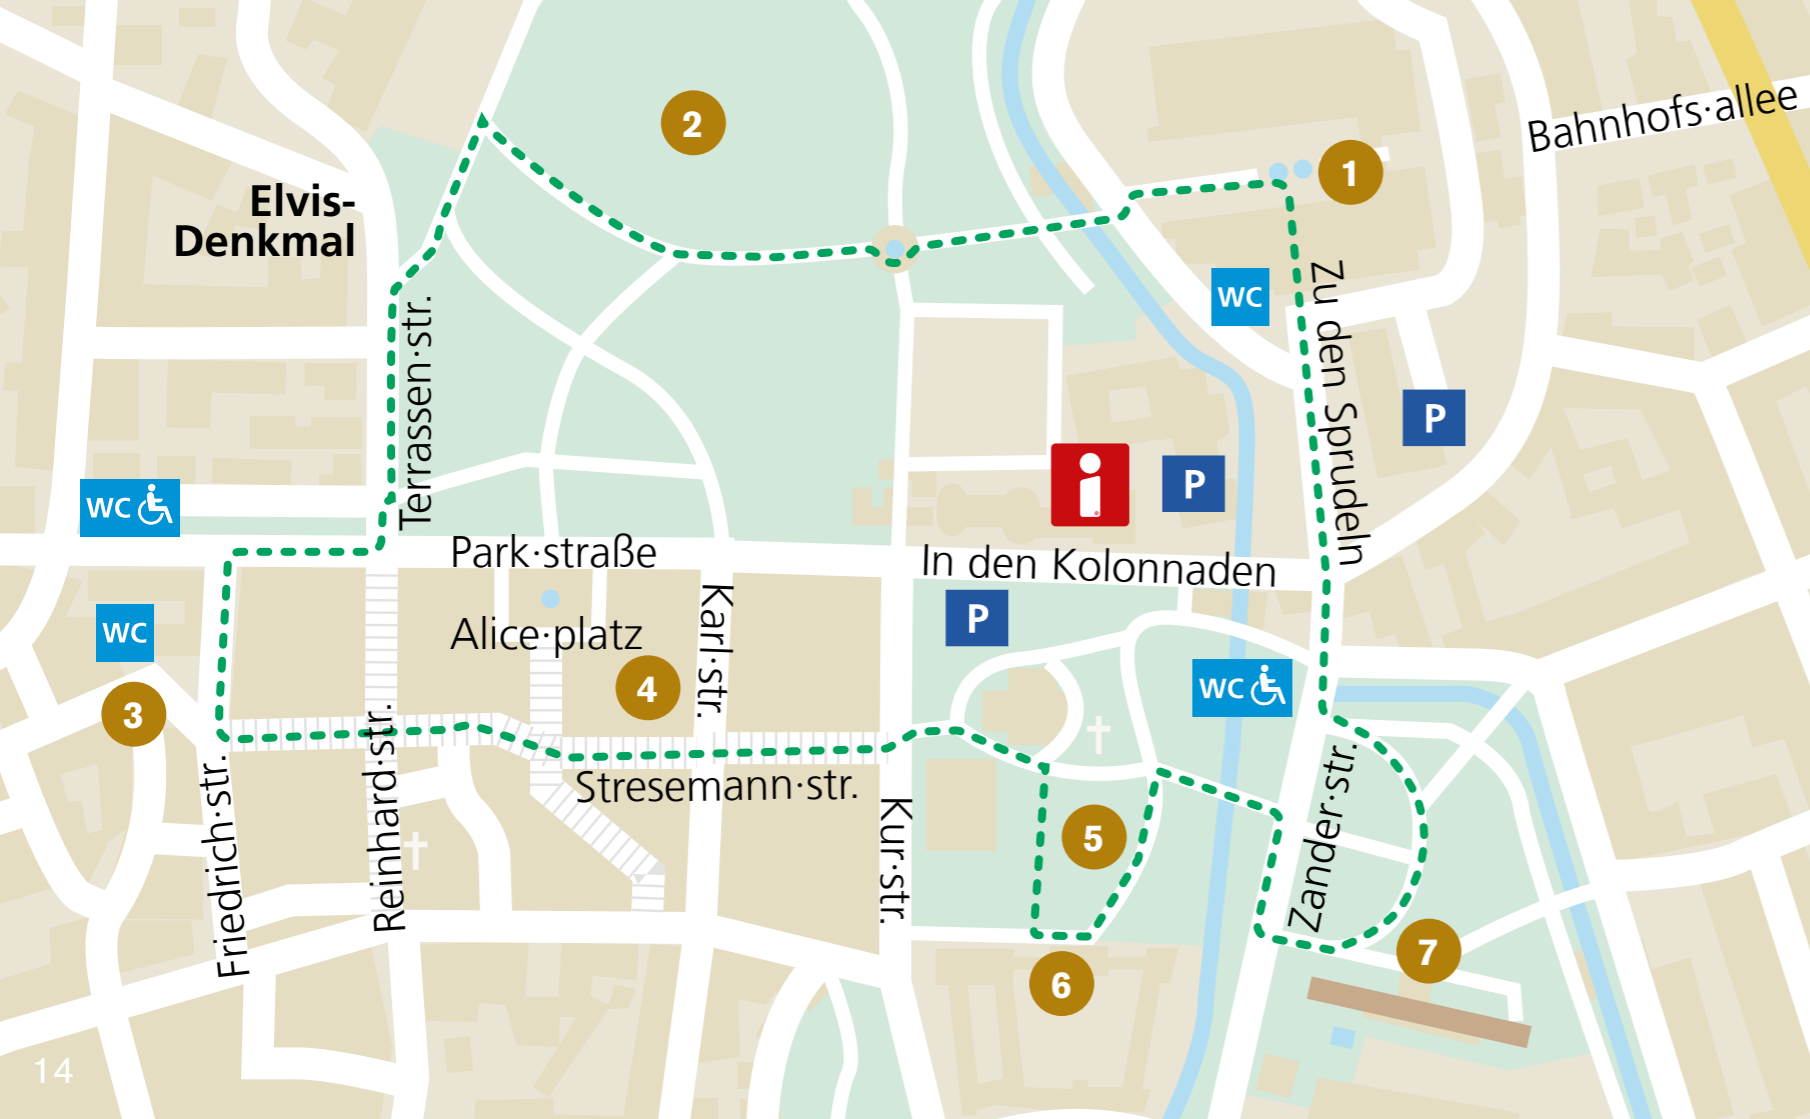 2
1
Bahnhofs·allee
Elvis-
Denkmal
WC
Zu den Sprudeln
Terrassen·str.
P
WC
P
Park·straße
In den Kolonnaden
P
WC
Alice·platz
Karl·str.
4
WC
3
Reinhard·str.
Stresemann·str.
Friedrich·str.
Kur·str.
5
Zander·str.
7
6
14